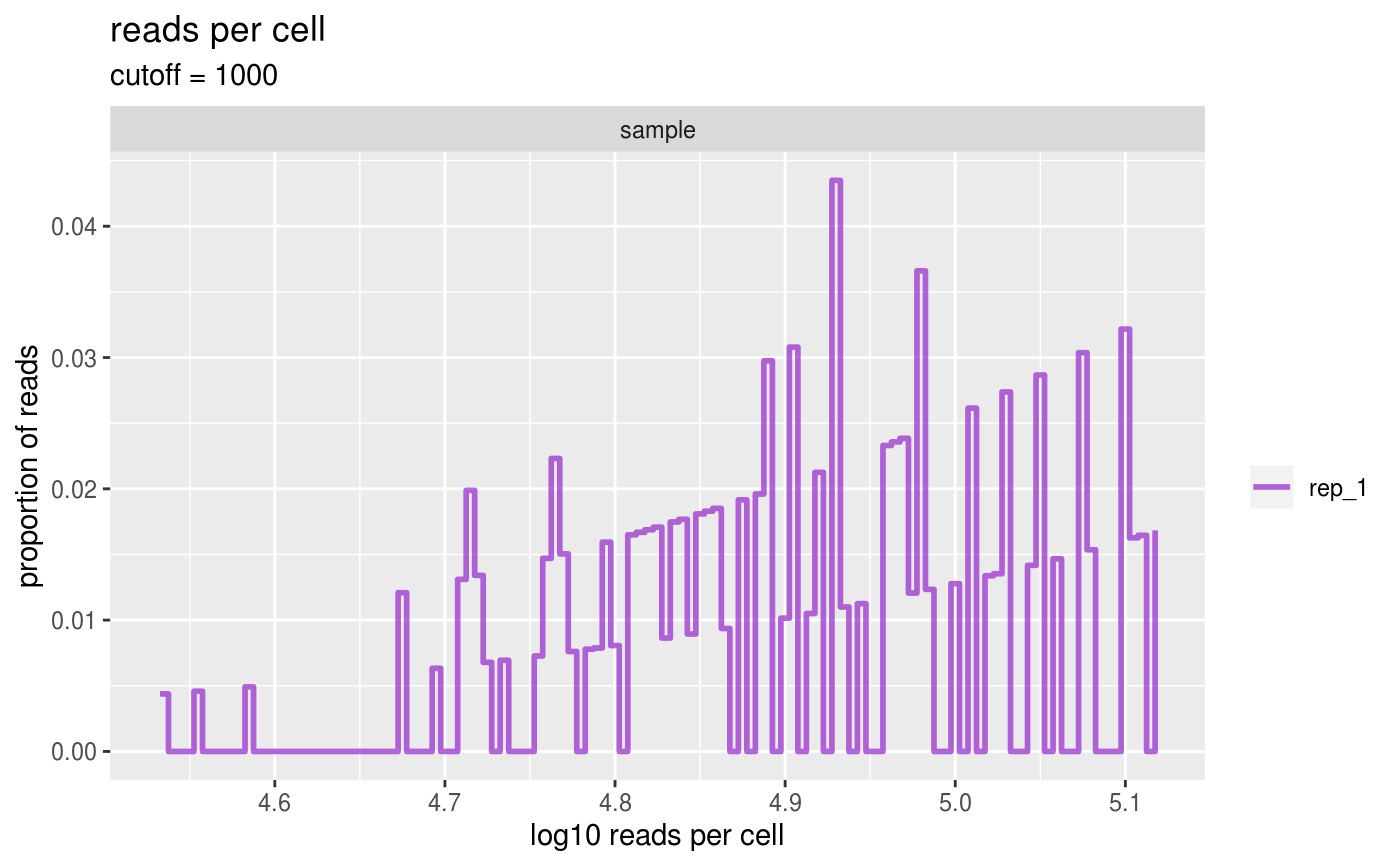 reads per cell
cutoff = 1000
sample
proportion of reads
0.04
0.03
0.02
0.01
0.00
4.6 4.7 4.8 4.9 5.0 5.1
log10 reads per cell
rep_1